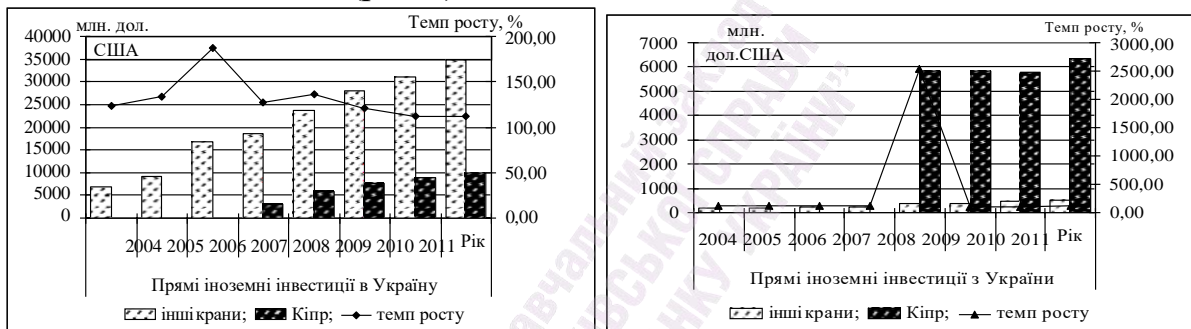 млн. дол.
США
Темп росту, %
40000
35000
30000
25000
20000
15000
10000
5000
0
200,00
150,00
100,00
50,00
0,00
2004 2005 2006 2007 2008 2009 2010 2011 Рік
Прямі іноземні інвестиції в Україну
інші крани; Кіпр; темп росту
млн.
дол.США
Темп росту, %
7000
6000
5000
4000
3000
2000
1000
0
3000,00
2500,00
2000,00
1500,00
1000,00
500,00
0,00
2004 2005 2006 2007 2008 2009 2010 2011 Рік
Прямі іноземні інвестиції з України
інші крани; Кіпр; темп росту